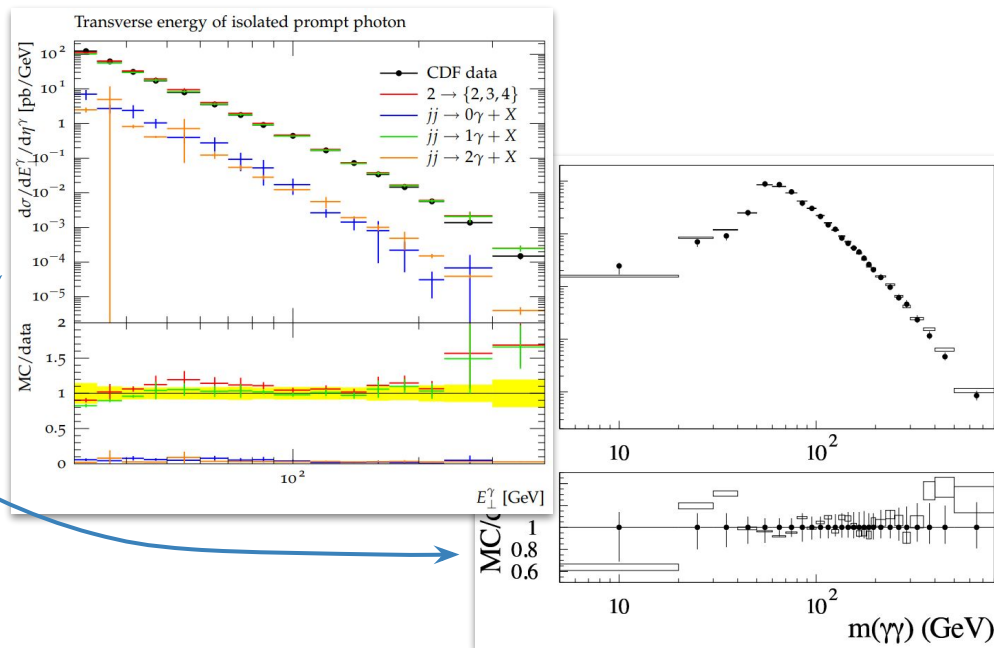 Transverse energy of isolated prompt photon
dσ/dE⊥^γ/dη^γ [pb/GeV]
10²
10¹
1
10⁻¹
10⁻²
10⁻³
10⁻⁴
10⁻⁵
CDF data
2 → {2, 3, 4}
jj → 0γ + X
jj → 1γ + X
jj → 2γ + X
MC/data
2
1.5
1
0.5
0
10²
E⊥^γ [GeV]
10
10²
MC/
1
0.8
0.6
10
10²
m(γγ) (GeV)